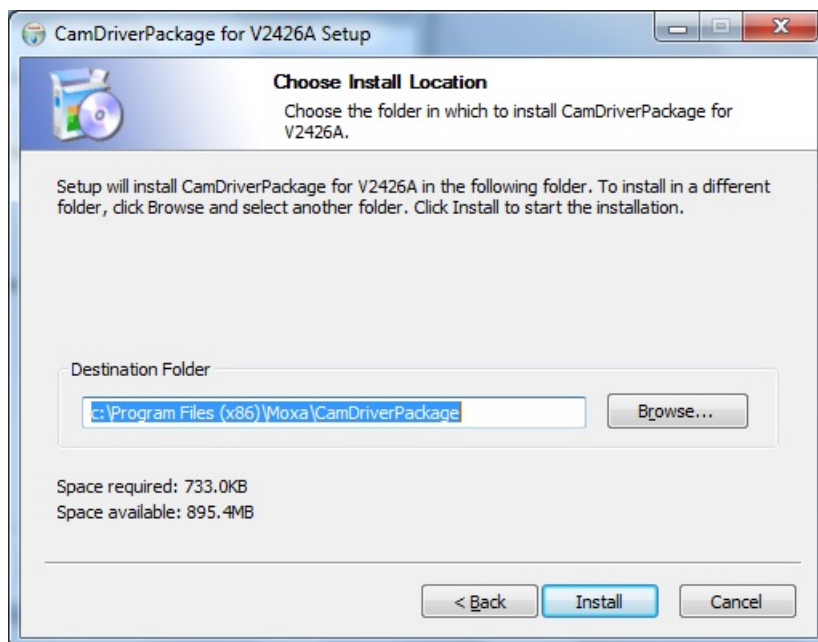 CamDriverPackage for V2426A Setup
Choose Install Location
Choose the folder in which to install CamDriverPackage for
V2426A.
Setup will install CamDriverPackage for V2426A in the following folder. To install in a different
folder, click Browse and select another folder. Click Install to start the installation.
Destination Folder
c:\Program Files (x86)\Moxa\CamDriverPackage
Browse...
Space required: 733.0KB
Space available: 895.4MB
< Back
Install
Cancel